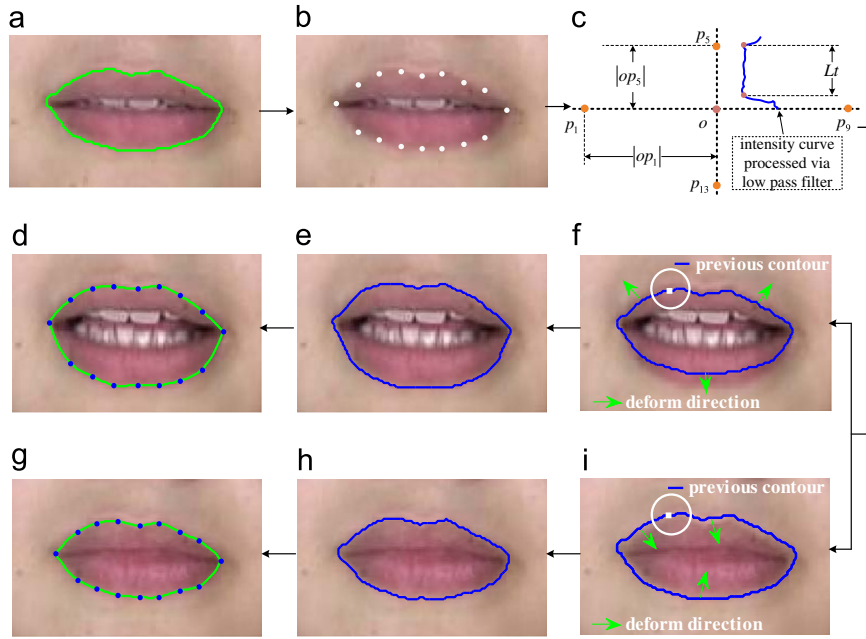 a
b
c
p5
|op5|
Lt
p1
o
p9
|op1|
p13
intensity curve
processed via
low pass filter
d
e
f
previous contour
deform direction
g
h
i
previous contour
deform direction